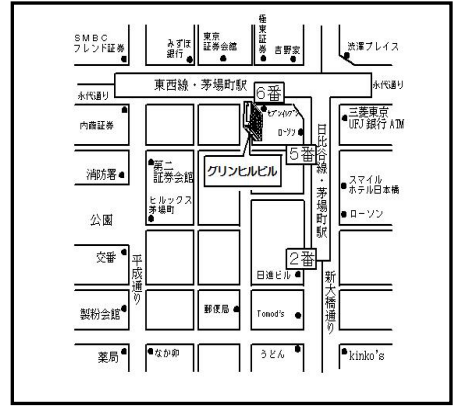 SMBC
フレンド証券
みずほ
銀行
東京
証券会館
極東証券
吉野家
渋澤プレイス
東西線・茅場町駅
永代通り
永代通り
6番
内藤証券
セブンイレブン
ローソン
三菱東京
UFJ銀行ATM
5番
日比谷線・茅場町駅
消防署
第二
証券会館
グリンヒルビル
スマイル
ホテル日本橋
ヒルックス
茅場町
ローソン
公園
交番
平成通り
2番
日進ビル
新大橋通り
製粉会館
郵便局
Tomod's
薬局
なか卯
うどん
kinko's